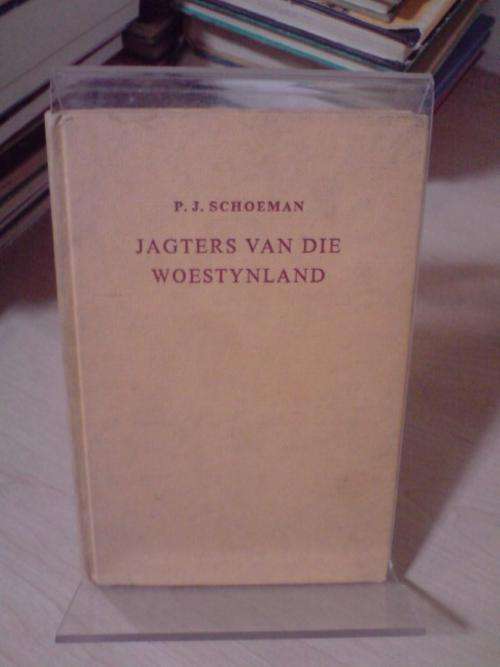 P. J. SCHOEMAN
JAGTERS VAN DIE
WOESTYNLAND